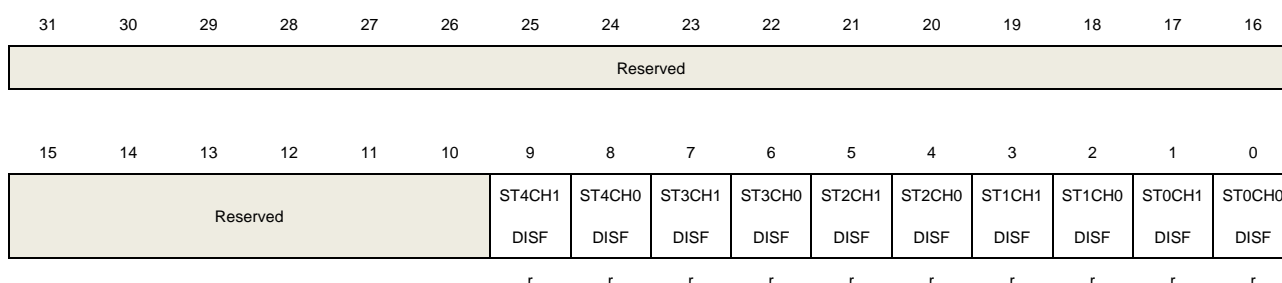 31 30 29 28 27 26 25 24 23 22 21 20 19 18 17 16
Reserved
15 14 13 12 11 10 9 8 7 6 5 4 3 2 1 0
Reserved ST4CH1 ST4CH0 ST3CH1 ST3CH0 ST2CH1 ST2CH0 ST1CH1 ST1CH0 ST0CH1 ST0CH0
DISF DISF DISF DISF DISF DISF DISF DISF DISF DISF
r r r r r r r r r r